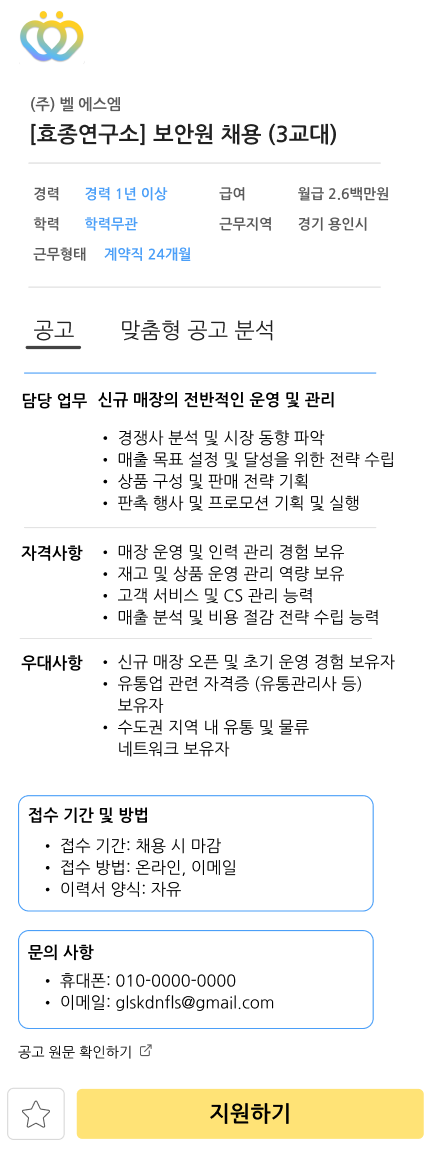 (주) 벨 에스엠
[효종연구소] 보안원 채용 (3교대)
경력 경력 1년 이상 급여 월급 2.6백만원
학력 학력무관 근무지역 경기 용인시
근무형태 계약직 24개월
공고 맞춤형 공고 분석
담당 업무 신규 매장의 전반적인 운영 및 관리
• 경쟁사 분석 및 시장 동향 파악
• 매출 목표 설정 및 달성을 위한 전략 수립
• 상품 구성 및 판매 전략 기획
• 판촉 행사 및 프로모션 기획 및 실행
자격사항 • 매장 운영 및 인력 관리 경험 보유
• 재고 및 상품 운영 관리 역량 보유
• 고객 서비스 및 CS 관리 능력
• 매출 분석 및 비용 절감 전략 수립 능력
우대사항 • 신규 매장 오픈 및 초기 운영 경험 보유자
• 유통업 관련 자격증 (유통관리사 등)
보유자
• 수도권 지역 내 유통 및 물류
네트워크 보유자
접수 기간 및 방법
• 접수 기간: 채용 시 마감
• 접수 방법: 온라인, 이메일
• 이력서 양식: 자유
문의 사항
• 휴대폰: 010-0000-0000
• 이메일: glskdnfls@gmail.com
공고 원문 확인하기
지원하기